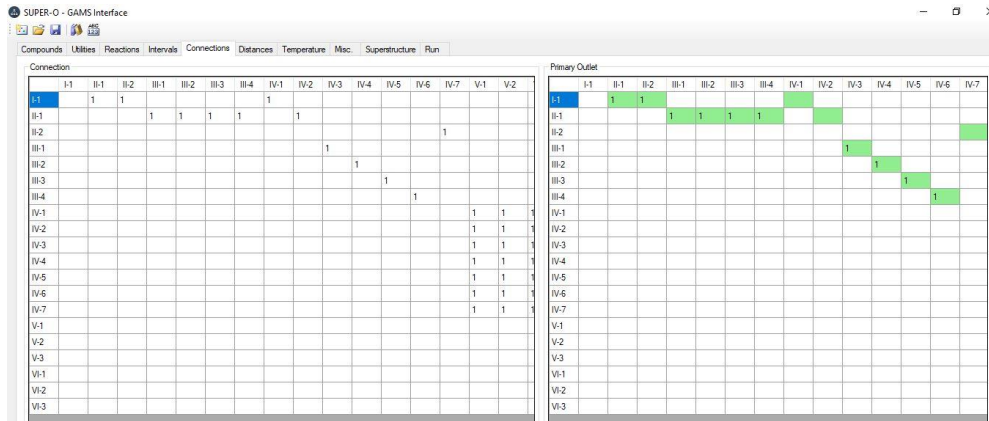 SUPER-O - GAMS Interface
ABC
123
Compounds Utilities Reactions Intervals Connections Distances Temperature Misc. Superstructure Run
Connection
I-1 II-1 II-2 III-1 III-2 III-3 III-4 IV-1 IV-2 IV-3 IV-4 IV-5 IV-6 IV-7 V-1 V-2
I-1 1 1 1
II-1 1 1 1 1 1
II-2 1
III-1 1
III-2 1
III-3 1
III-4 1
IV-1 1 1 1
IV-2 1 1 1
IV-3 1 1 1
IV-4 1 1 1
IV-5 1 1 1
IV-6 1 1 1
IV-7 1 1 1
V-1
V-2
V-3
VI-1
VI-2
VI-3
Primary Outlet
I-1 II-1 II-2 III-1 III-2 III-3 III-4 IV-1 IV-2 IV-3 IV-4 IV-5 IV-6 IV-7
I-1 1 1
II-1 1 1 1 1
II-2
III-1 1
III-2 1
III-3 1
III-4 1
IV-1
IV-2
IV-3
IV-4
IV-5
IV-6
IV-7
V-1
V-2
V-3
VI-1
VI-2
VI-3